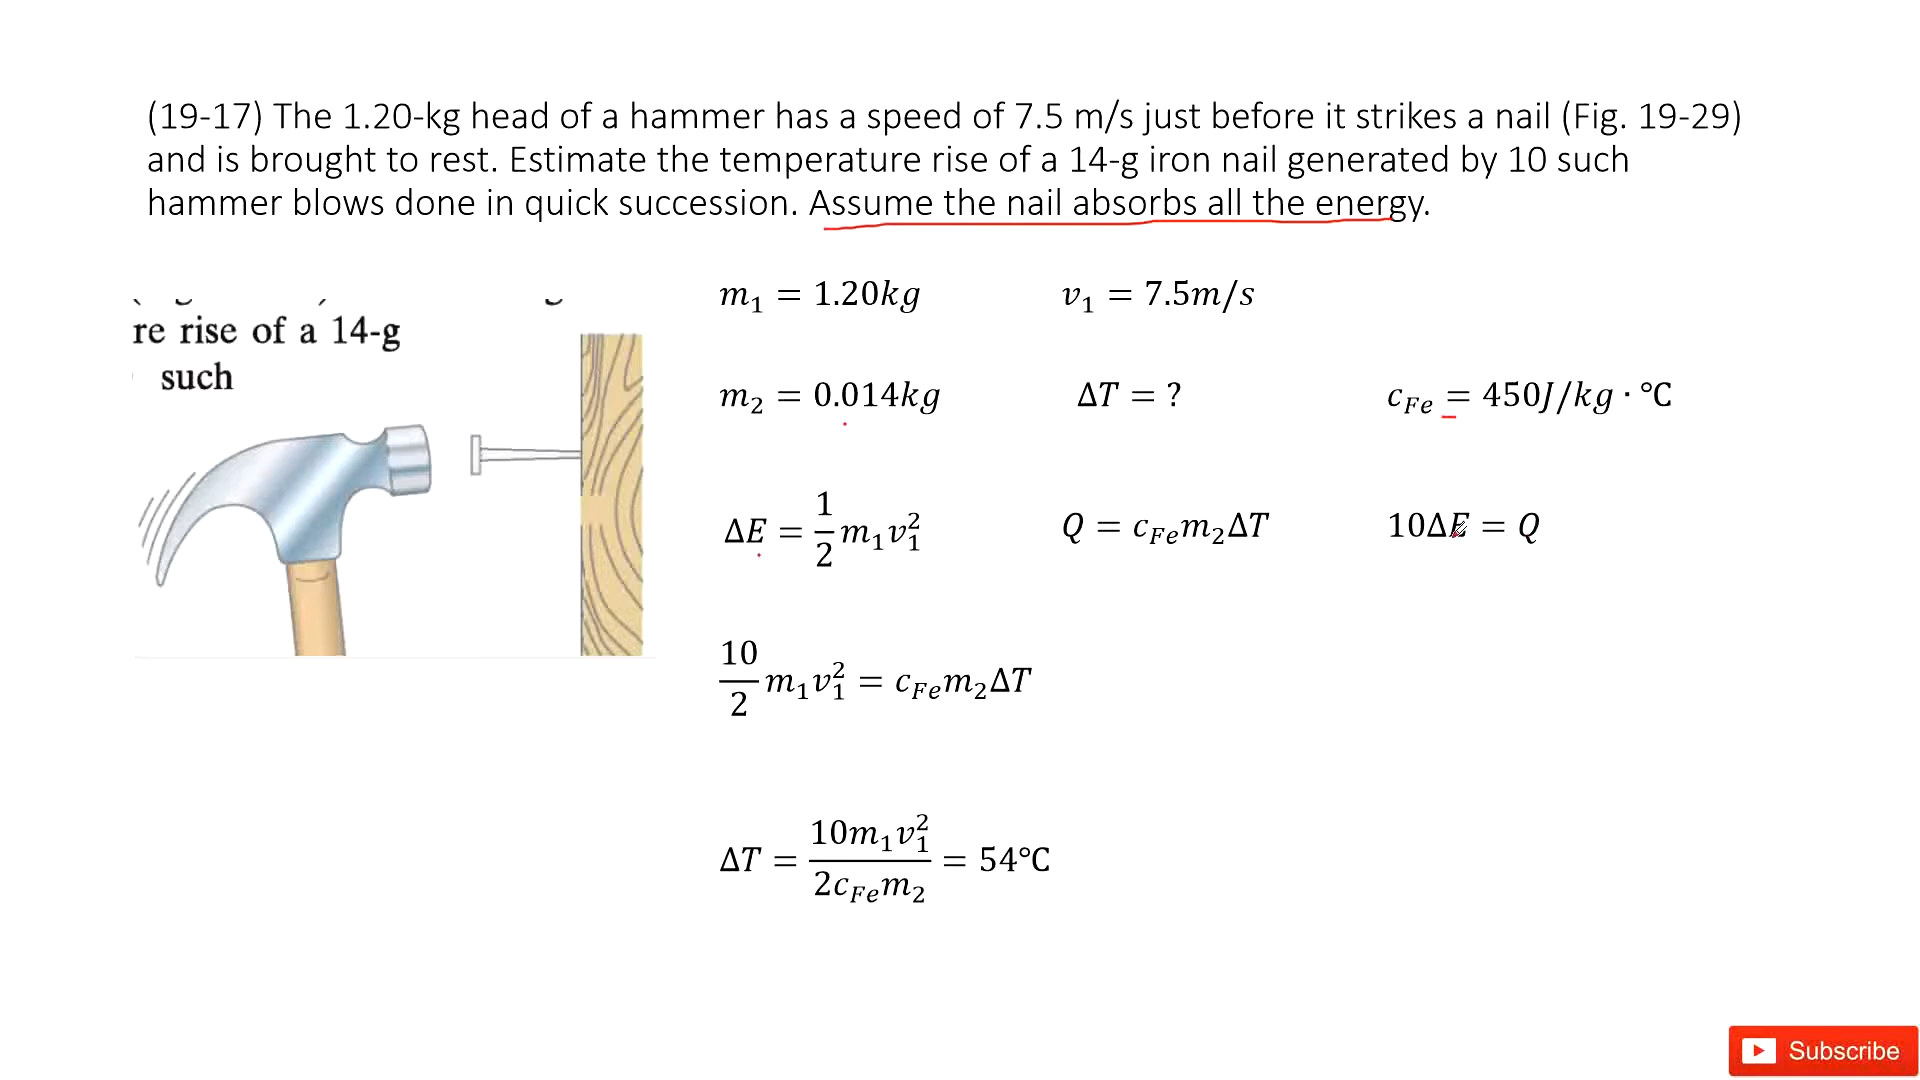 (19-17) The 1.20-kg head of a hammer has a speed of 7.5 m/s just before it strikes a nail (Fig. 19-29)
and is brought to rest. Estimate the temperature rise of a 14-g iron nail generated by 10 such
hammer blows done in quick succession. Assume the nail absorbs all the energy.
re rise of a 14-g
such
m₁ = 1.20kg v₁ = 7.5m/s
m₂ = 0.014kg ΔT = ? c_Fe = 450J/kg · °C
ΔE = 1/2 m₁v₁² Q = c_Fe m₂ΔT 10ΔE = Q
10/2 m₁v₁² = c_Fe m₂ΔT
ΔT = 10m₁v₁² / 2c_Fe m₂ = 54°C
Subscribe